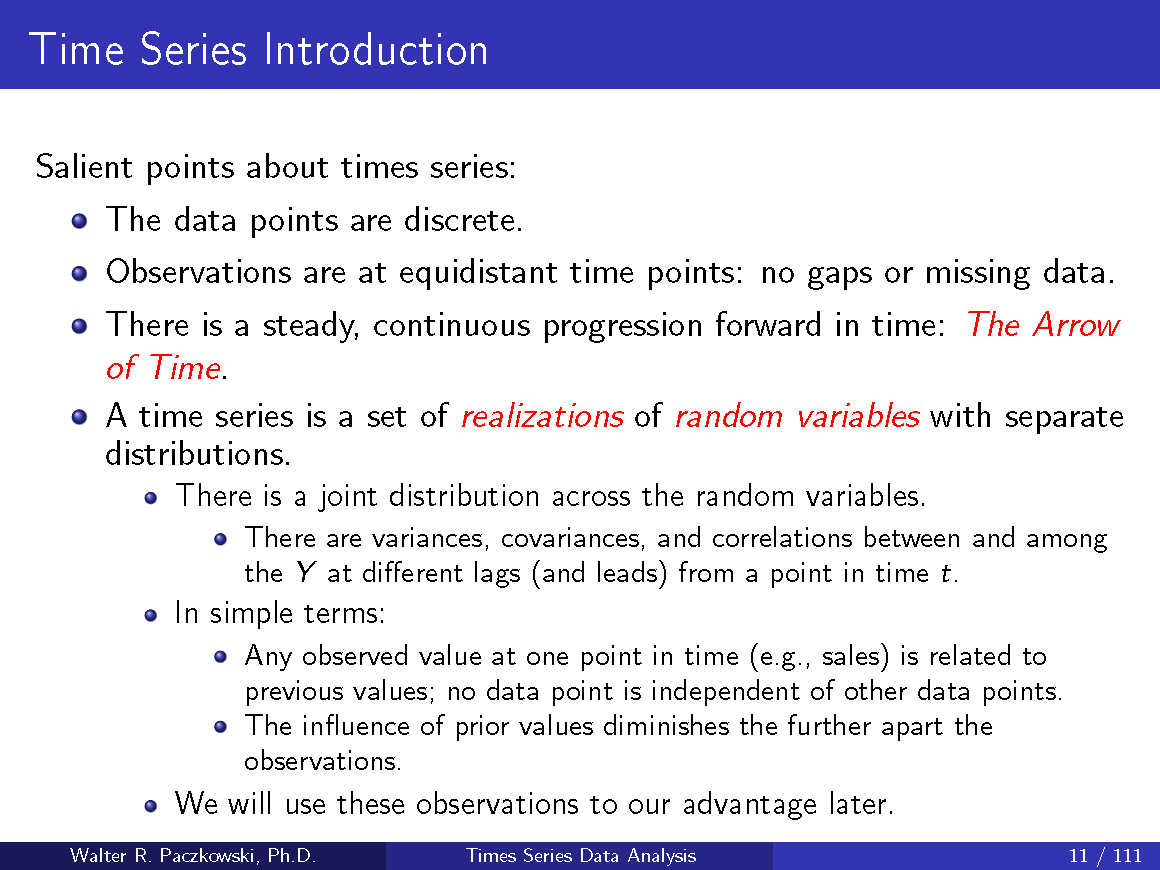 Time Series Introduction
Salient points about times series:
The data points are discrete.
Observations are at equidistant time points: no gaps or missing data.
There is a steady, continuous progression forward in time: The Arrow
of Time.
A time series is a set of realizations of random variables with separate
distributions.
There is a joint distribution across the random variables.
There are variances, covariances, and correlations between and among
the Y at different lags (and leads) from a point in time t.
In simple terms:
Any observed value at one point in time (e.g., sales) is related to
previous values; no data point is independent of other data points.
The influence of prior values diminishes the further apart the
observations.
We will use these observations to our advantage later.
Walter R. Paczkowski, Ph.D. Times Series Data Analysis 11 / 111